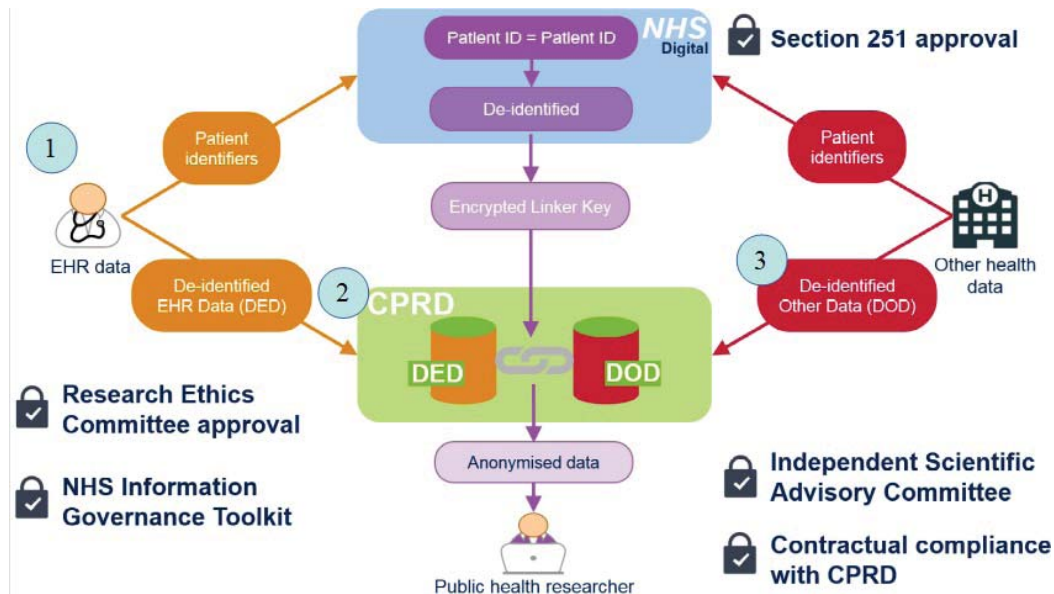 Patient ID = Patient ID
NHS
Digital
Section 251 approval
De-identified
1
Patient
identifiers
Patient
identifiers
EHR data
Encrypted Linker Key
H
Other health
data
De-identified
EHR Data (DED)
2
CPRD
3
De-identified
Other Data (DOD)
DED
DOD
Research Ethics
Committee approval
NHS Information
Governance Toolkit
Anonymised data
Independent Scientific
Advisory Committee
Contractual compliance
with CPRD
Public health researcher